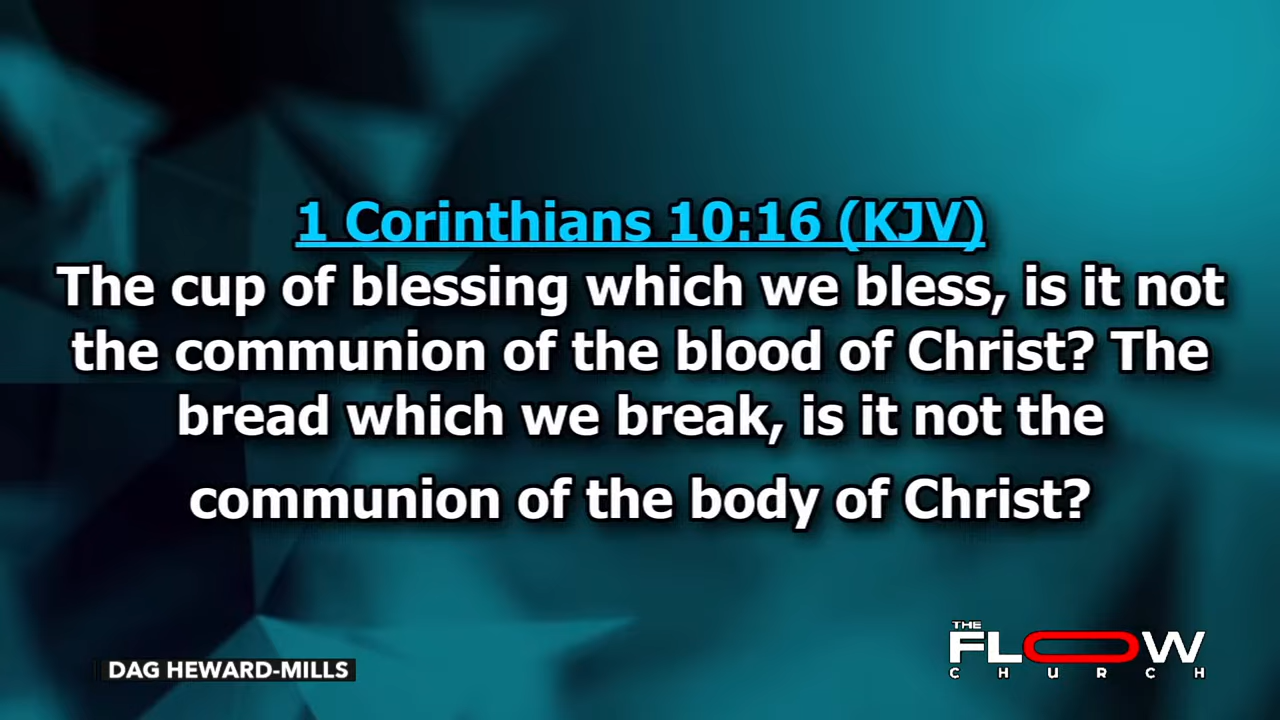 1 Corinthians 10:16 (KJV)
The cup of blessing which we bless, is it not
the communion of the blood of Christ? The
bread which we break, is it not the
communion of the body of Christ?
DAG HEWARD-MILLS
THE
FLOW
CHURCH